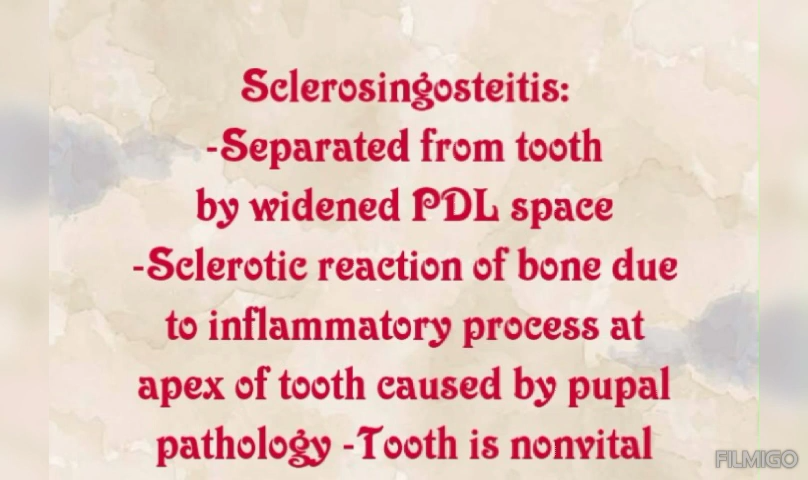 Sclerosingosteitis:
-Separated from tooth
by widened PDL space
-Sclerotic reaction of bone due
to inflammatory process at
apex of tooth caused by pupal
pathology -Tooth is nonvital
FILMIGO